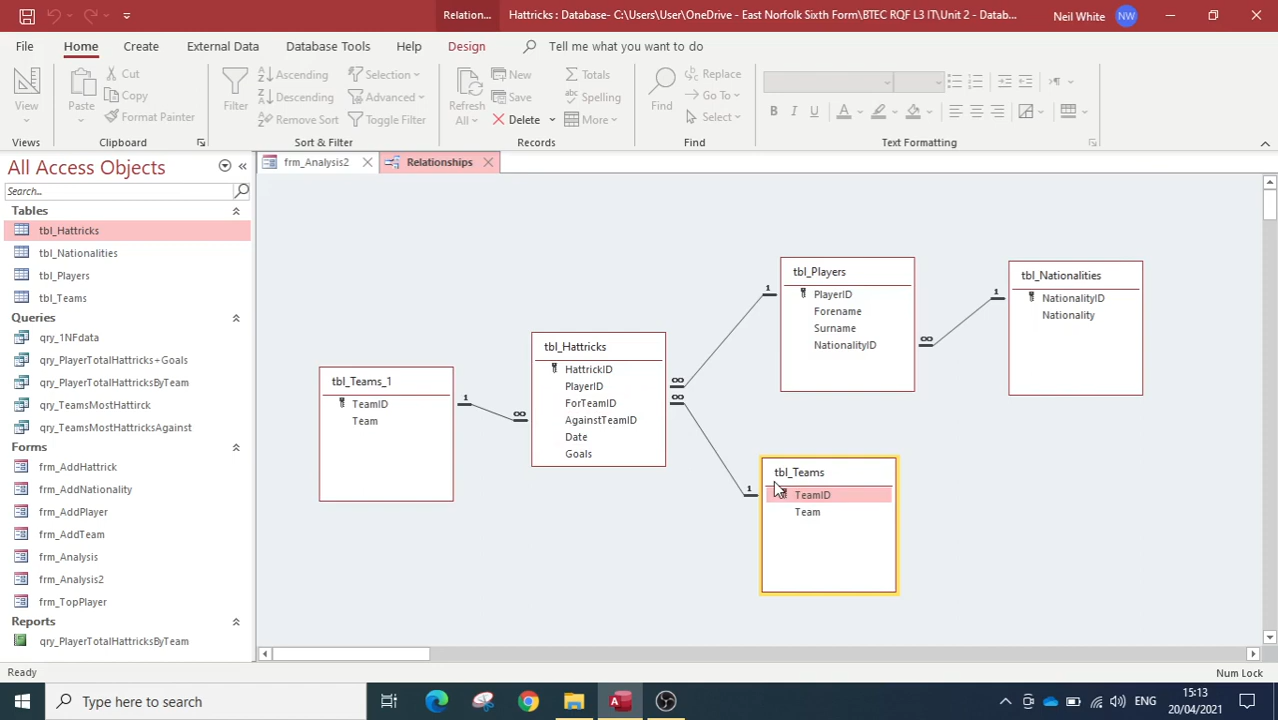 Relation...
Hattricks : Database- C:\Users\User\OneDrive - East Norfolk Sixth Form\BTEC RQF L3 IT\Unit 2 - Datab...
Neil White
NW
File
Home
Create
External Data
Database Tools
Help
Design
Tell me what you want to do
View
Views
Paste
Cut
Copy
Format Painter
Clipboard
Filter
Ascending
Descending
Remove Sort
Selection
Advanced
Toggle Filter
Sort & Filter
Refresh
All
New
Save
Delete
Totals
Spelling
More
Records
Find
Replace
Go To
Select
Find
B I U
A
Text Formatting
All Access Objects
Search...
Tables
tbl_Hattricks
tbl_Nationalities
tbl_Players
tbl_Teams
Queries
qry_1NFdata
qry_PlayerTotalHattricks+Goals
qry_PlayerTotalHattricksByTeam
qry_TeamsMostHattirck
qry_TeamsMostHattricksAgainst
Forms
frm_AddHattrick
frm_AddNationality
frm_AddPlayer
frm_AddTeam
frm_Analysis
frm_Analysis2
frm_TopPlayer
Reports
qry_PlayerTotalHattricksByTeam
frm_Analysis2
Relationships
tbl_Teams_1
TeamID
Team
1
∞
tbl_Hattricks
HattrickID
PlayerID
ForTeamID
AgainstTeamID
Date
Goals
∞
∞
1
1
tbl_Players
PlayerID
Forename
Surname
NationalityID
∞
1
tbl_Nationalities
NationalityID
Nationality
tbl_Teams
TeamID
Team
Ready
Num Lock
Type here to search
ENG
15:13
20/04/2021